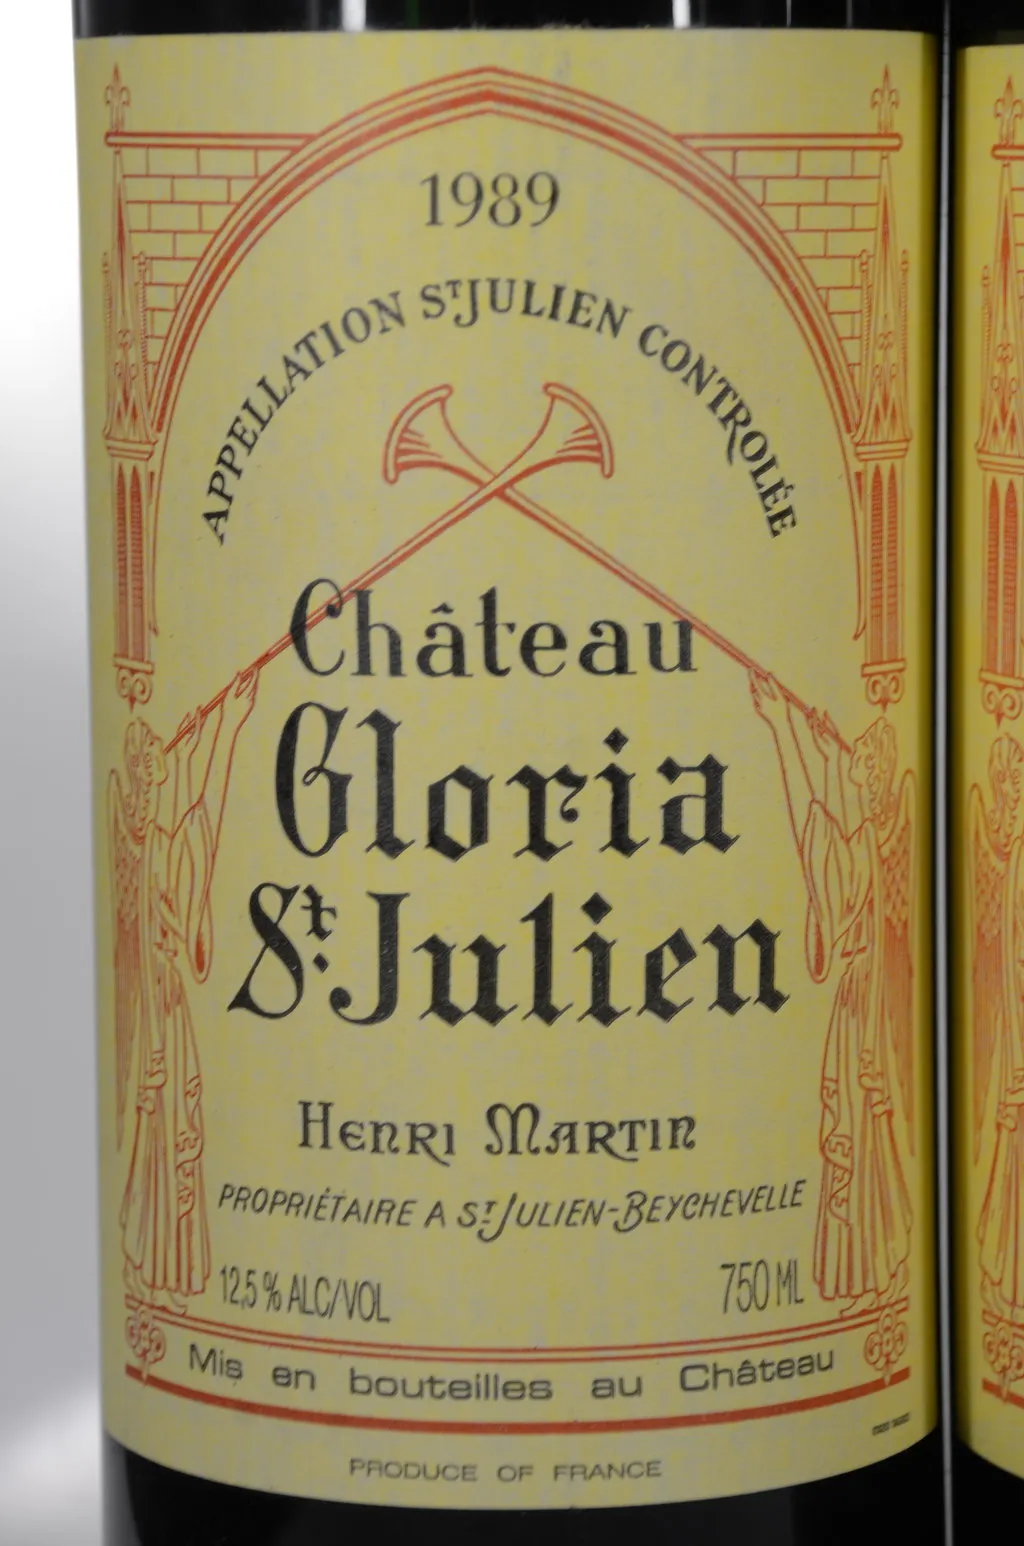 1989
APPELLATION ST JULIEN CONTROLÉE
Château
Gloria
St. Julien
HENRI MARTIN
PROPRIÉTAIRE A ST JULIEN-BEYCHEVELLE
12,5 % ALC/VOL
750 ML
Mis en bouteilles au Château
PRODUCE OF FRANCE